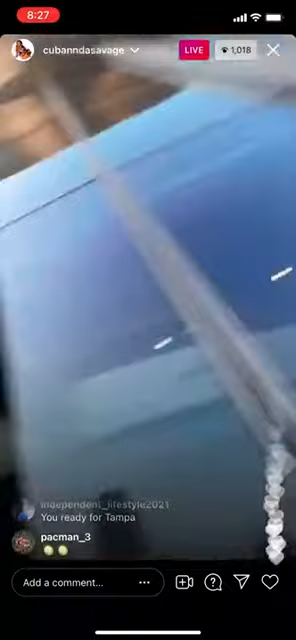 8:27
cubanndasavage
LIVE
1,018
independent_lifestyle2021
You ready for Tampa
pacman_3
Add a comment...